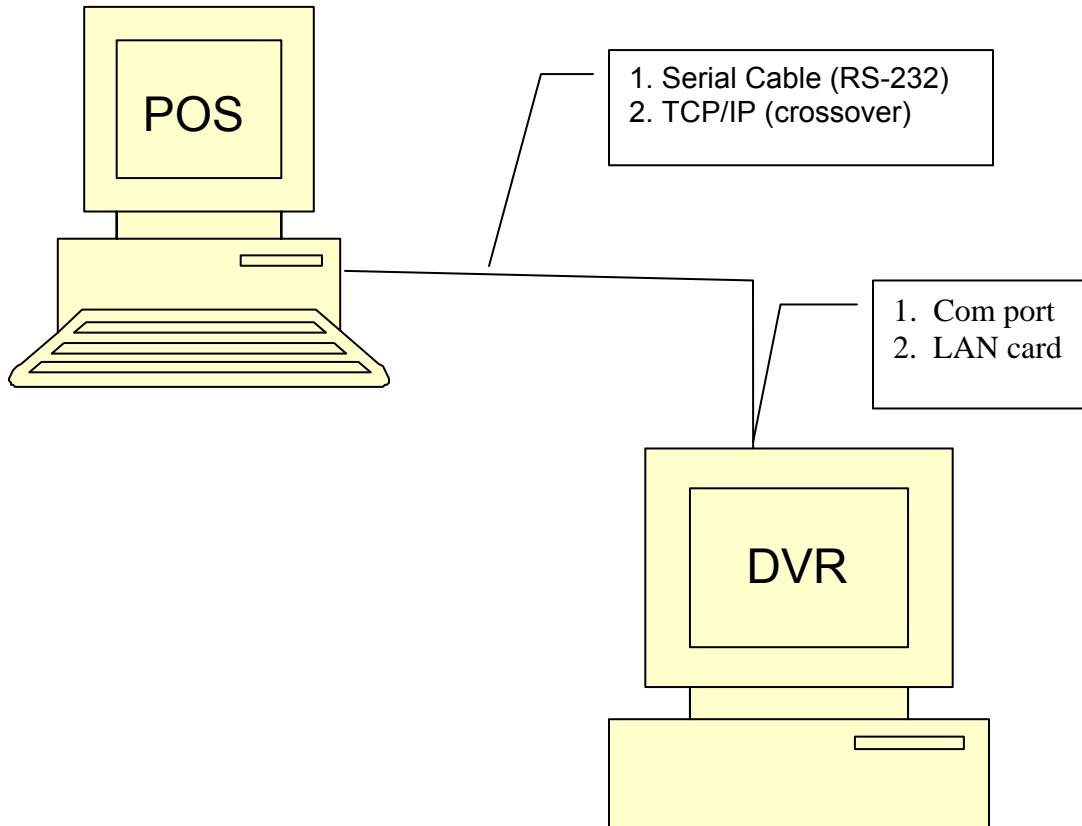 POS
1. Serial Cable (RS-232)
2. TCP/IP (crossover)
1. Com port
2. LAN card
DVR